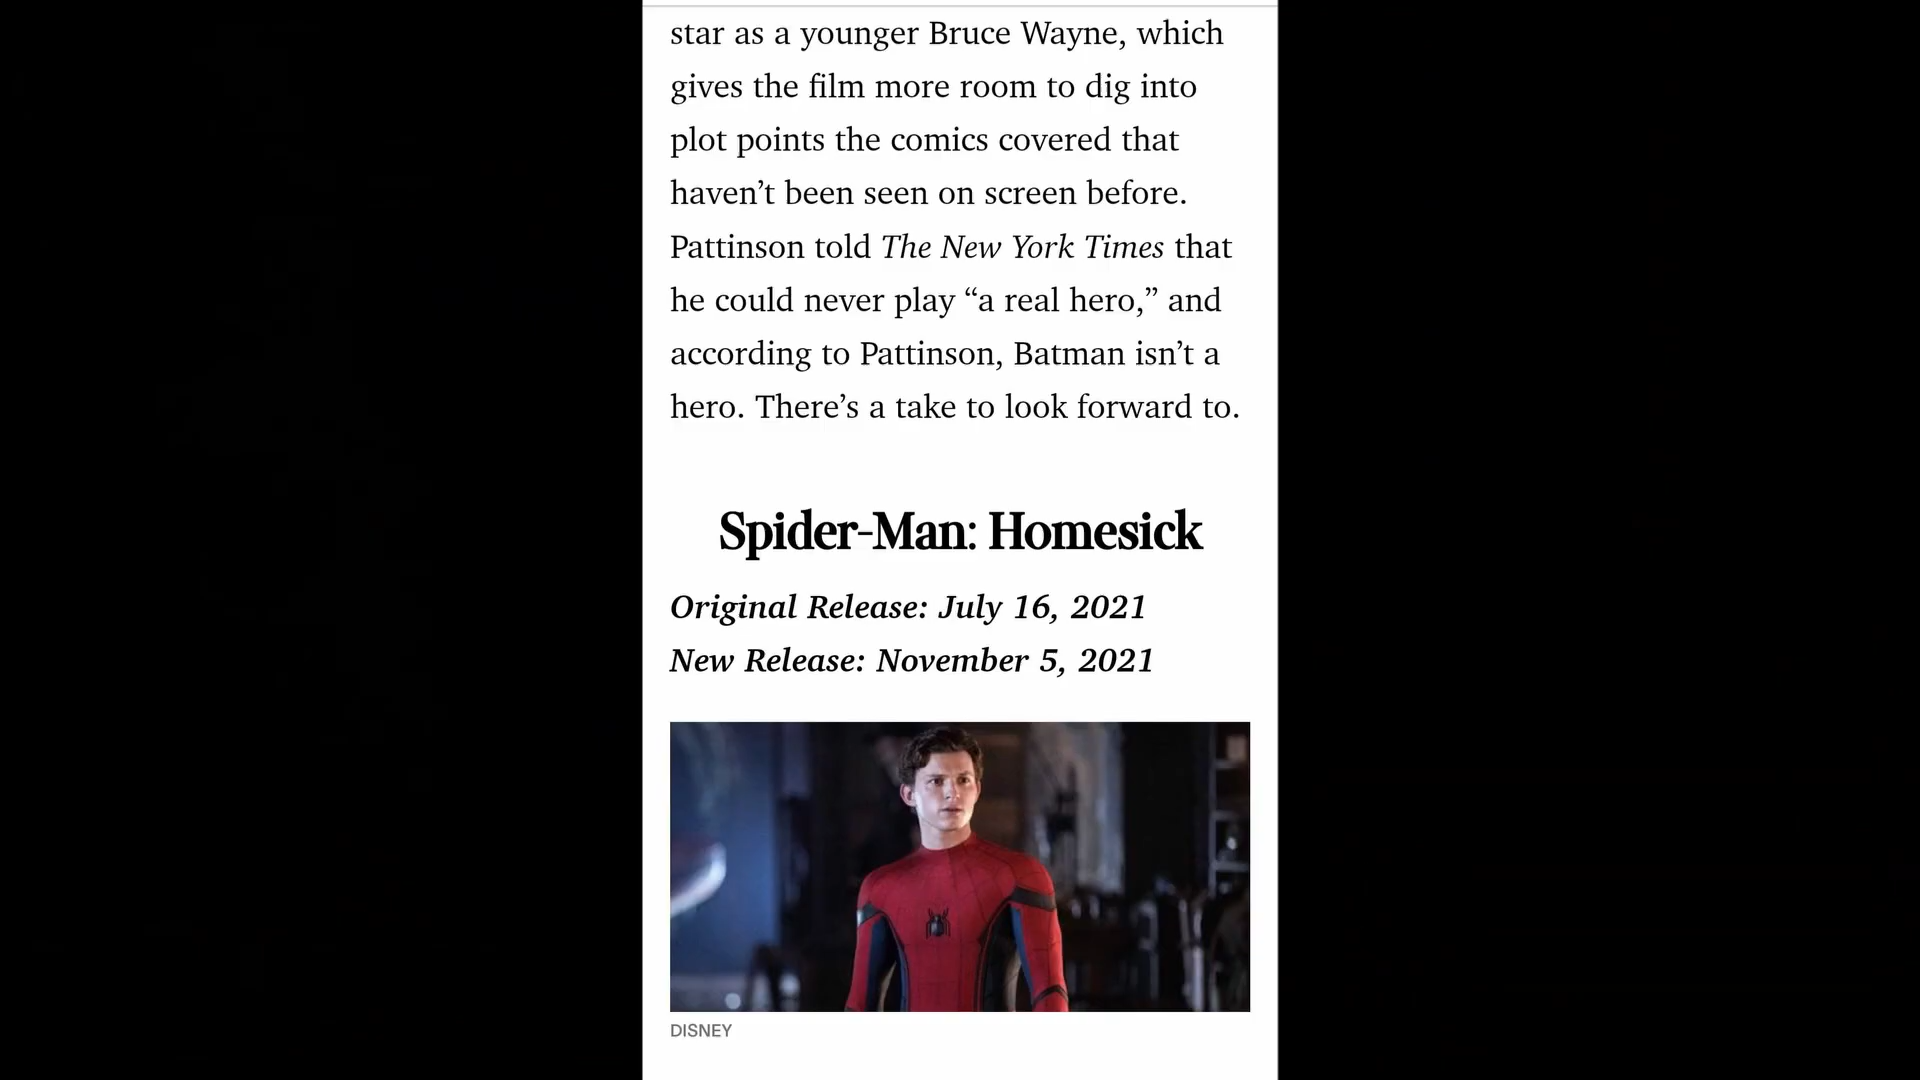 star as a younger Bruce Wayne, which
gives the film more room to dig into
plot points the comics covered that
haven’t been seen on screen before.
Pattinson told The New York Times that
he could never play “a real hero,” and
according to Pattinson, Batman isn’t a
hero. There’s a take to look forward to.
Spider-Man: Homesick
Original Release: July 16, 2021
New Release: November 5, 2021
DISNEY